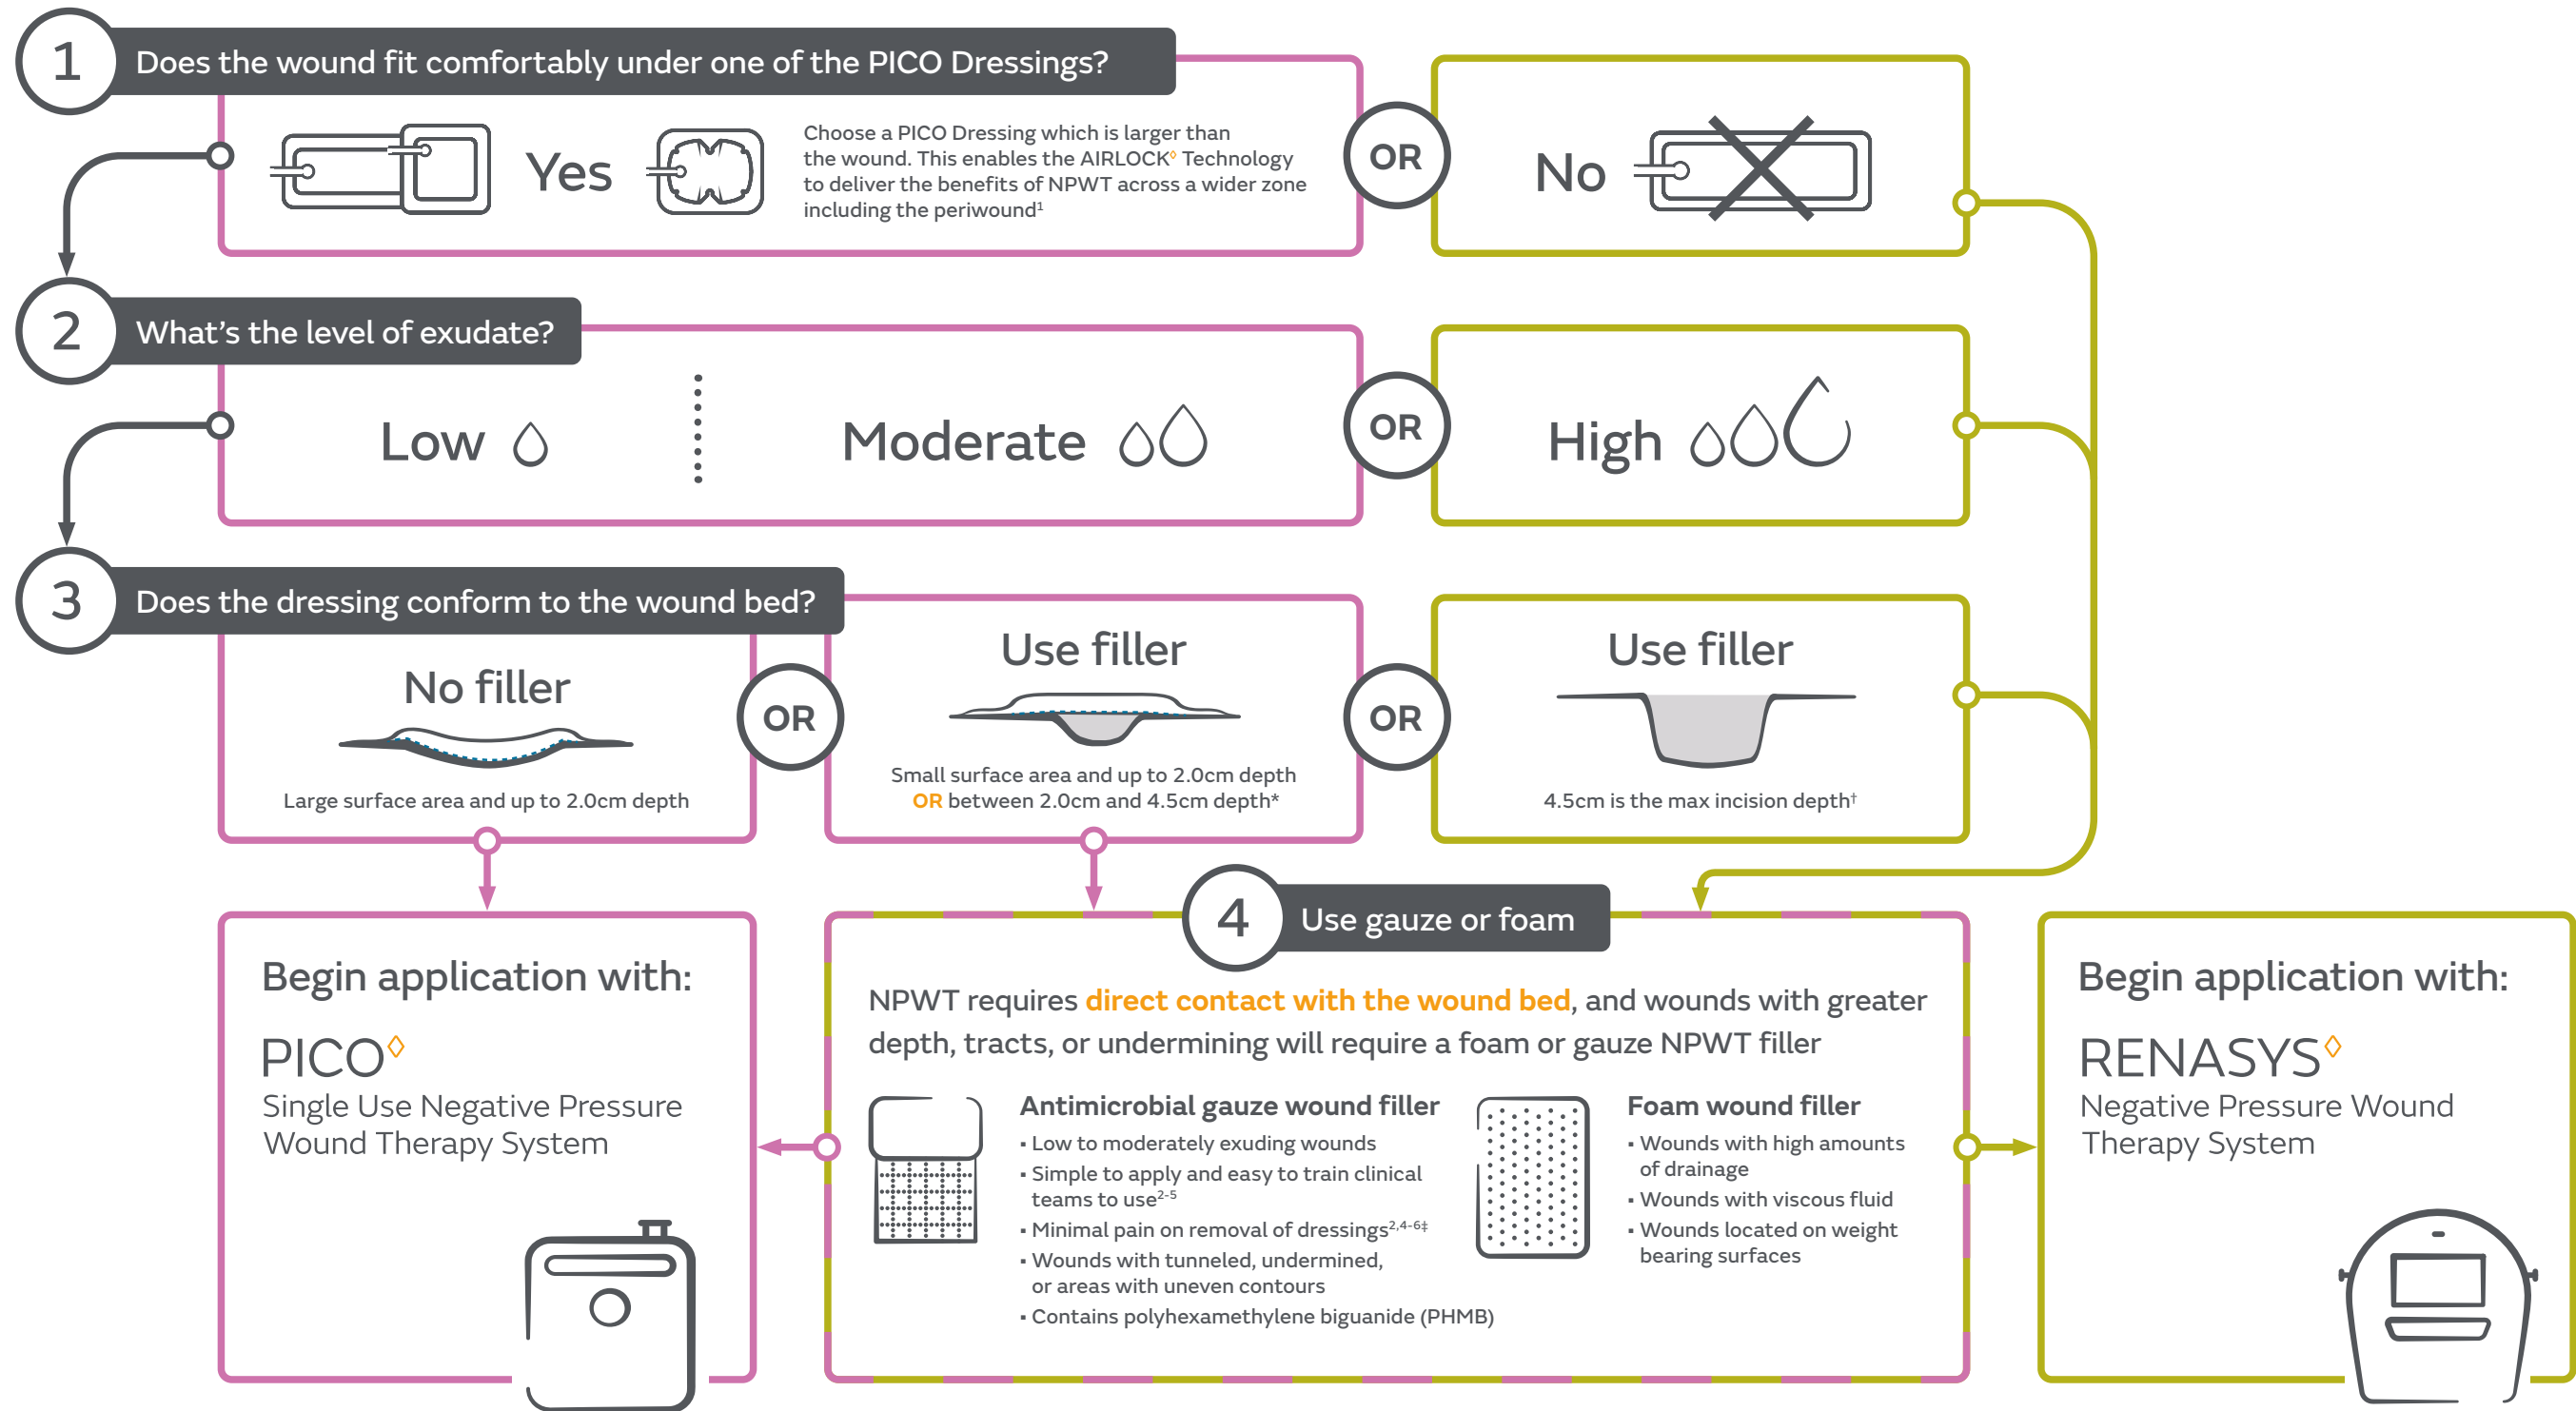 1
Does the wound fit comfortably under one of the PICO Dressings?
Yes
Choose a PICO Dressing which is larger than
the wound. This enables the AIRLOCK◊ Technology
to deliver the benefits of NPWT across a wider zone
including the periwound¹
OR
No
2
What's the level of exudate?
Low
Moderate
OR
High
3
Does the dressing conform to the wound bed?
No filler
Large surface area and up to 2.0cm depth
OR
Use filler
Small surface area and up to 2.0cm depth
OR between 2.0cm and 4.5cm depth*
OR
Use filler
4.5cm is the max incision depth†
Begin application with:
PICO◊
Single Use Negative Pressure
Wound Therapy System
4
Use gauze or foam
NPWT requires direct contact with the wound bed, and wounds with greater
depth, tracts, or undermining will require a foam or gauze NPWT filler
Antimicrobial gauze wound filler
▪ Low to moderately exuding wounds
▪ Simple to apply and easy to train clinical
teams to use²⁻⁵
▪ Minimal pain on removal of dressings²,⁴⁻⁶‡
▪ Wounds with tunneled, undermined,
or areas with uneven contours
▪ Contains polyhexamethylene biguanide (PHMB)
Foam wound filler
▪ Wounds with high amounts
of drainage
▪ Wounds with viscous fluid
▪ Wounds located on weight
bearing surfaces
Begin application with:
RENASYS◊
Negative Pressure Wound
Therapy System